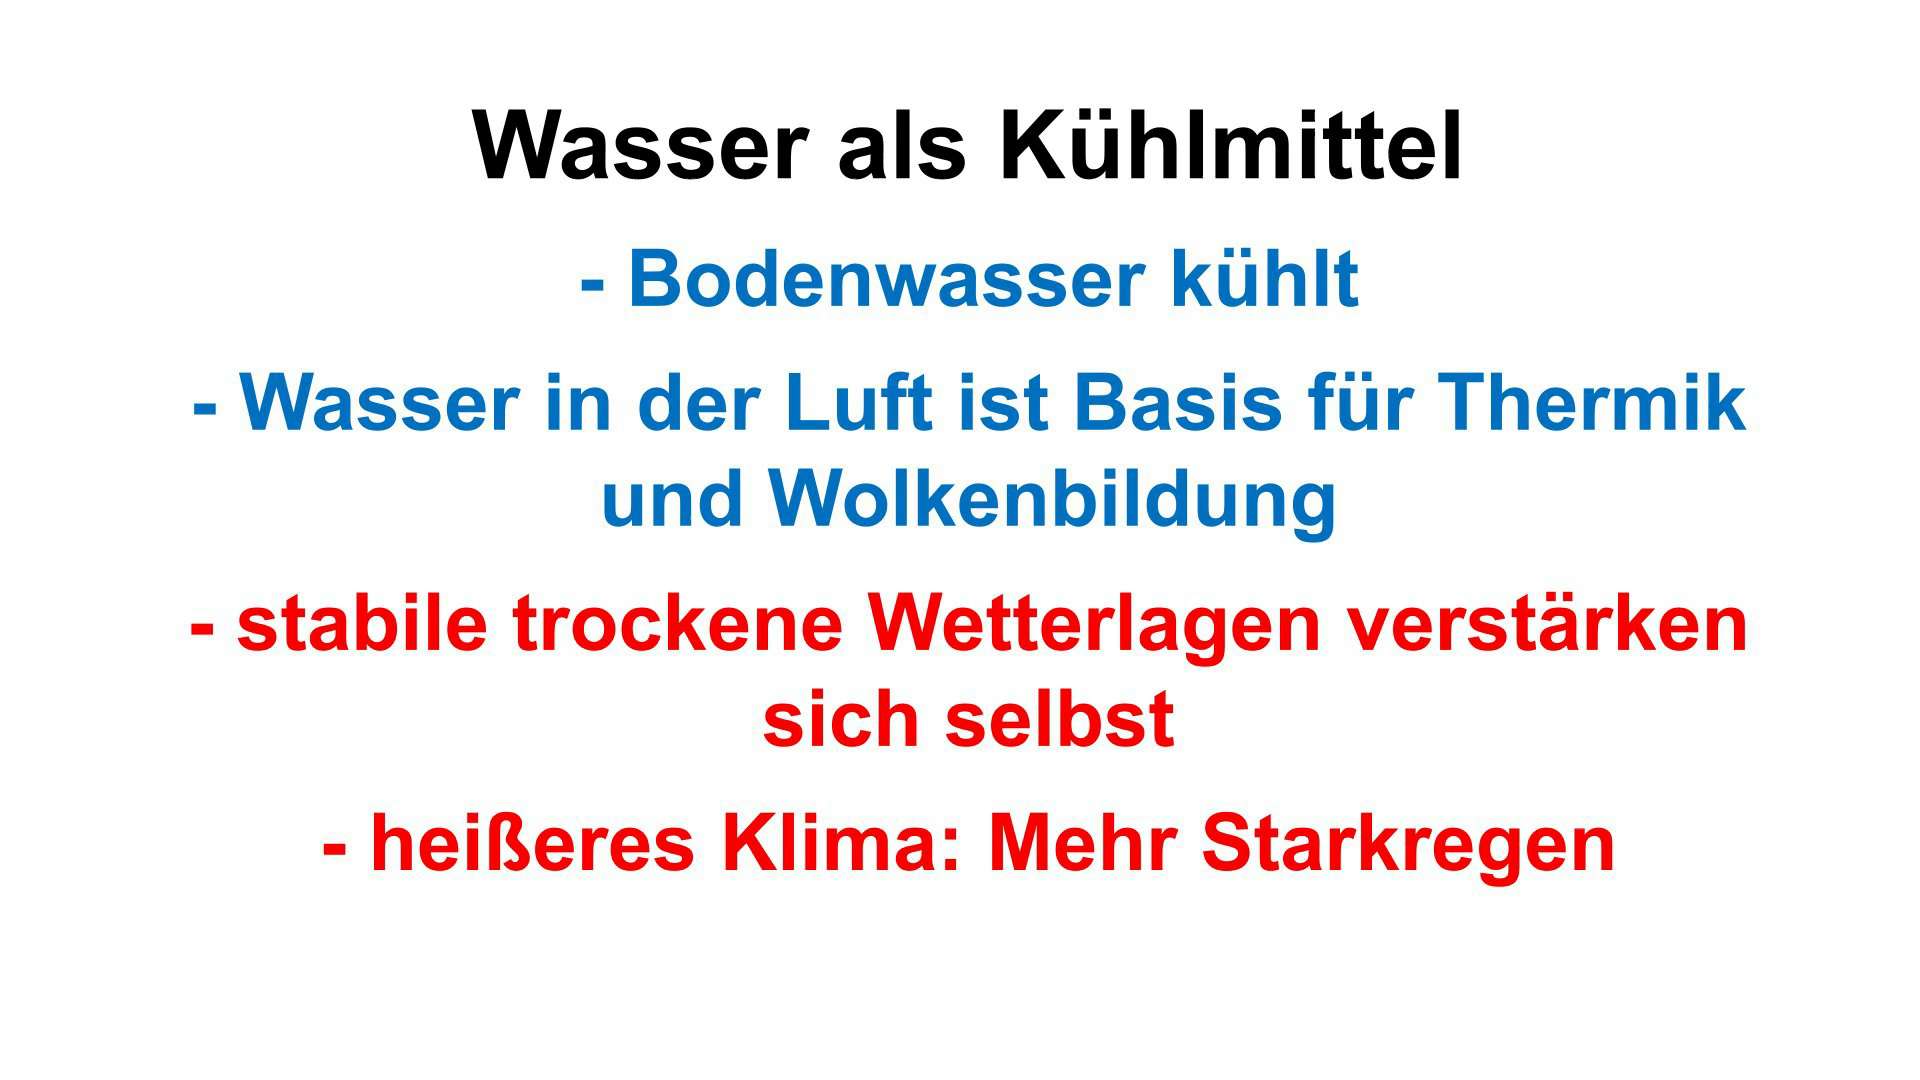 Wasser als Kühlmittel
- Bodenwasser kühlt
- Wasser in der Luft ist Basis für Thermik
und Wolkenbildung
- stabile trockene Wetterlagen verstärken
sich selbst
- heißeres Klima: Mehr Starkregen